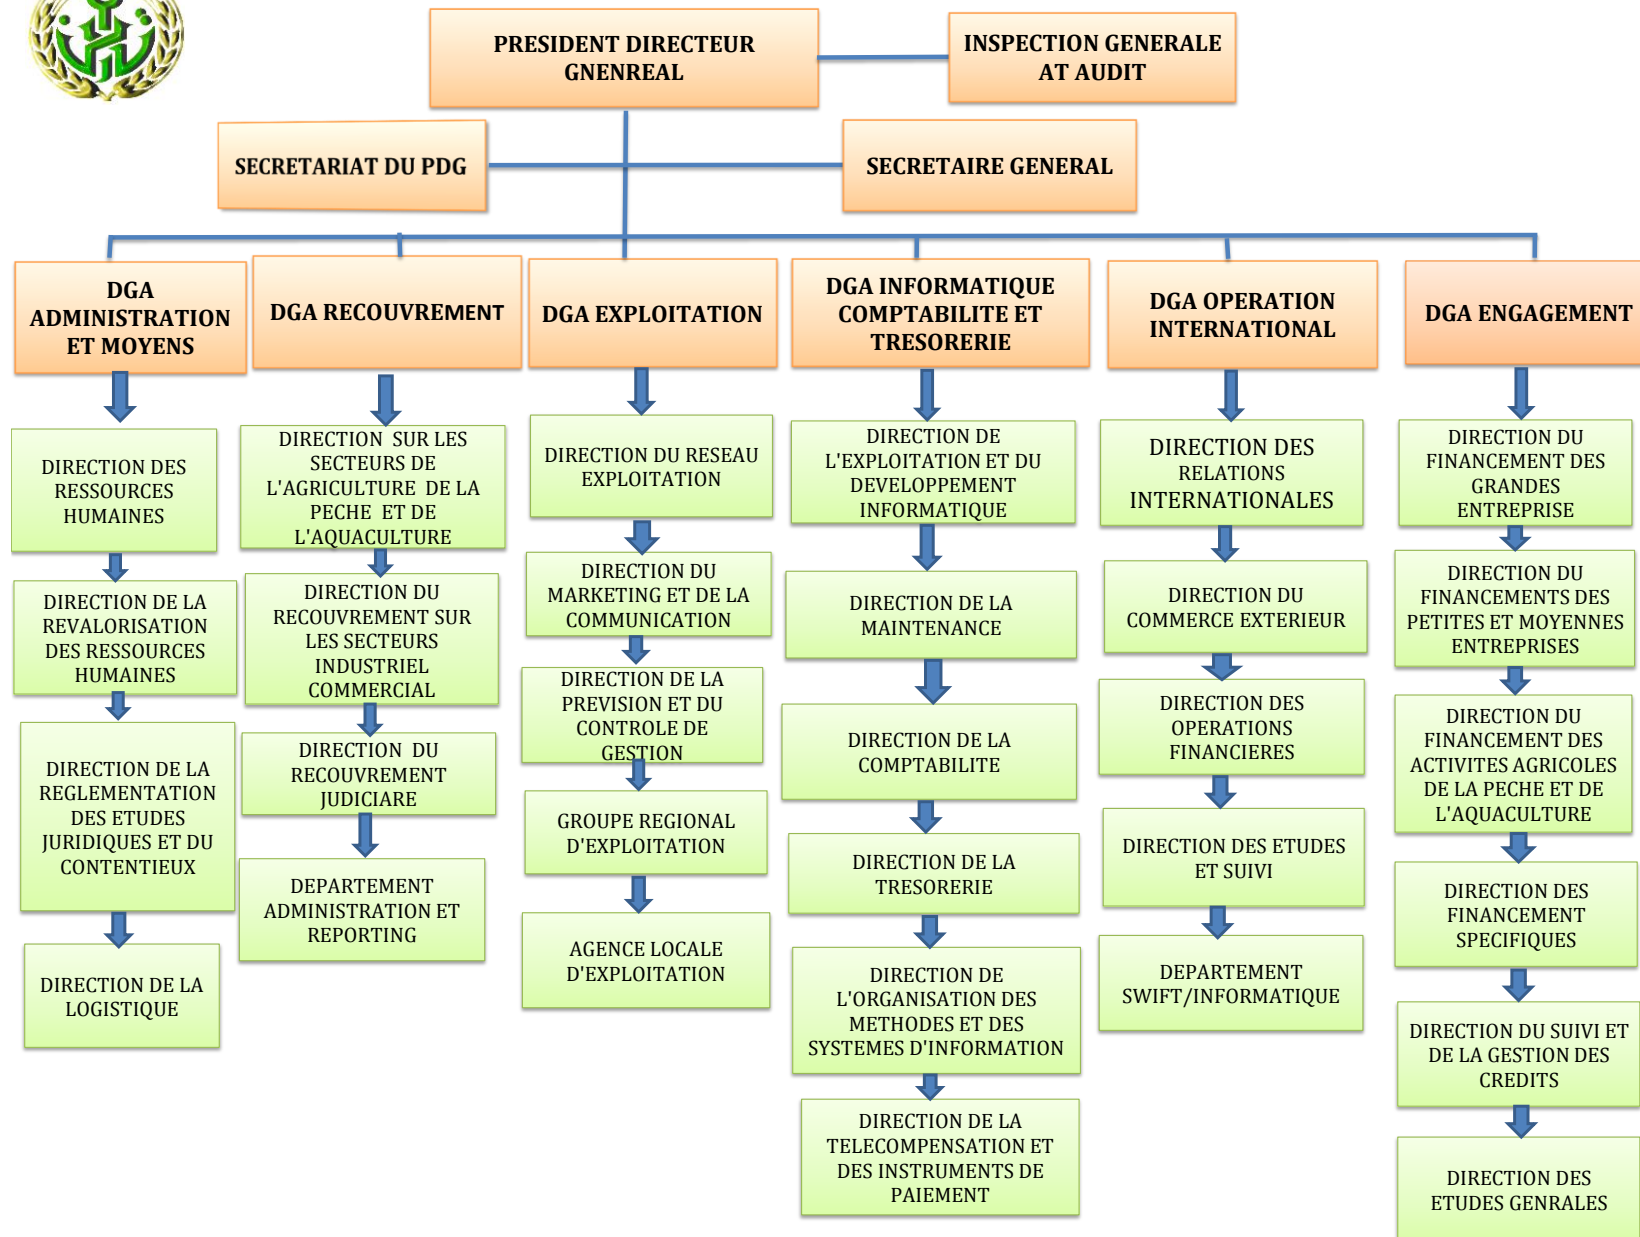 PRESIDENT DIRECTEUR
GNENREAL
INSPECTION GENERALE
AT AUDIT
SECRETARIAT DU PDG
SECRETAIRE GENERAL
DGA
ADMINISTRATION
ET MOYENS
DGA RECOUVREMENT
DGA EXPLOITATION
DGA INFORMATIQUE
COMPTABILITE ET
TRESORERIE
DGA OPERATION
INTERNATIONAL
DGA ENGAGEMENT
DIRECTION DES
RESSOURCES
HUMAINES
DIRECTION DE LA
REVALORISATION
DES RESSOURCES
HUMAINES
DIRECTION DE LA
REGLEMENTATION
DES ETUDES
JURIDIQUES ET DU
CONTENTIEUX
DIRECTION DE LA
LOGISTIQUE
DIRECTION SUR LES
SECTEURS DE
L'AGRICULTURE DE LA
PECHE ET DE
L'AQUACULTURE
DIRECTION DU
RECOUVREMENT SUR
LES SECTEURS
INDUSTRIEL
COMMERCIAL
DIRECTION DU
RECOUVREMENT
JUDICIARE
DEPARTEMENT
ADMINISTRATION ET
REPORTING
DIRECTION DU RESEAU
EXPLOITATION
DIRECTION DU
MARKETING ET DE LA
COMMUNICATION
DIRECTION DE LA
PREVISION ET DU
CONTROLE DE
GESTION
GROUPE REGIONAL
D'EXPLOITATION
AGENCE LOCALE
D'EXPLOITATION
DIRECTION DE
L'EXPLOITATION ET DU
DEVELOPPEMENT
INFORMATIQUE
DIRECTION DE LA
MAINTENANCE
DIRECTION DE LA
COMPTABILITE
DIRECTION DE LA
TRESORERIE
DIRECTION DE
L'ORGANISATION DES
METHODES ET DES
SYSTEMES D'INFORMATION
DIRECTION DE LA
TELECOMPENSATION ET
DES INSTRUMENTS DE
PAIEMENT
DIRECTION DES
RELATIONS
INTERNATIONALES
DIRECTION DU
COMMERCE EXTERIEUR
DIRECTION DES
OPERATIONS
FINANCIERES
DIRECTION DES ETUDES
ET SUIVI
DEPARTEMENT
SWIFT/INFORMATIQUE
DIRECTION DU
FINANCEMENT DES
GRANDES
ENTREPRISE
DIRECTION DU
FINANCEMENTS DES
PETITES ET MOYENNES
ENTREPRISES
DIRECTION DU
FINANCEMENT DES
ACTIVITES AGRICOLES
DE LA PECHE ET DE
L'AQUACULTURE
DIRECTION DES
FINANCEMENT
SPECIFIQUES
DIRECTION DU SUIVI ET
DE LA GESTION DES
CREDITS
DIRECTION DES
ETUDES GENRALES